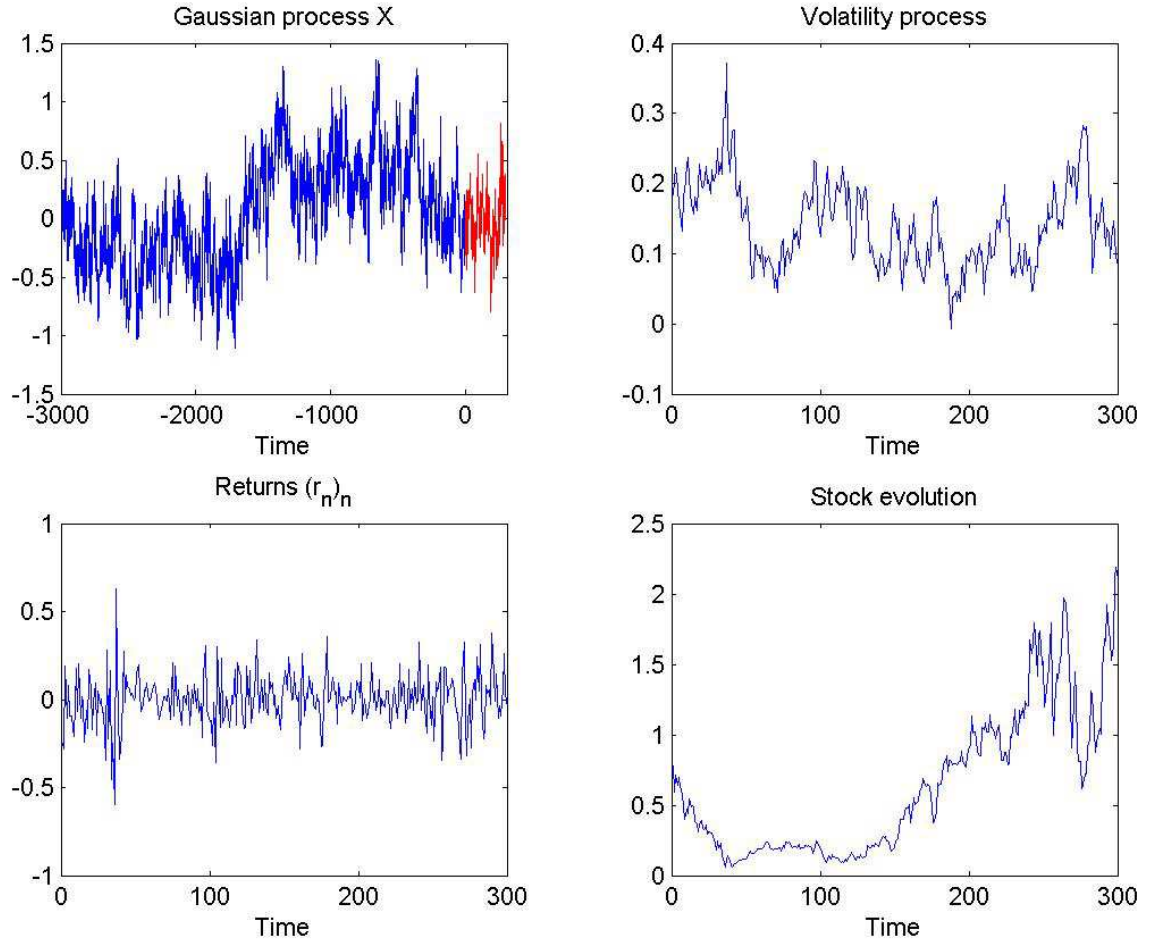 Gaussian process X
1.5
1
0.5
0
-0.5
-1
-1.5
-3000 -2000 -1000 0
Time
Volatility process
0.4
0.3
0.2
0.1
0
-0.1
0 100 200 300
Time
Returns (r_n)_n
1
0.5
0
-0.5
-1
0 100 200 300
Time
Stock evolution
2.5
2
1.5
1
0.5
0
0 100 200 300
Time